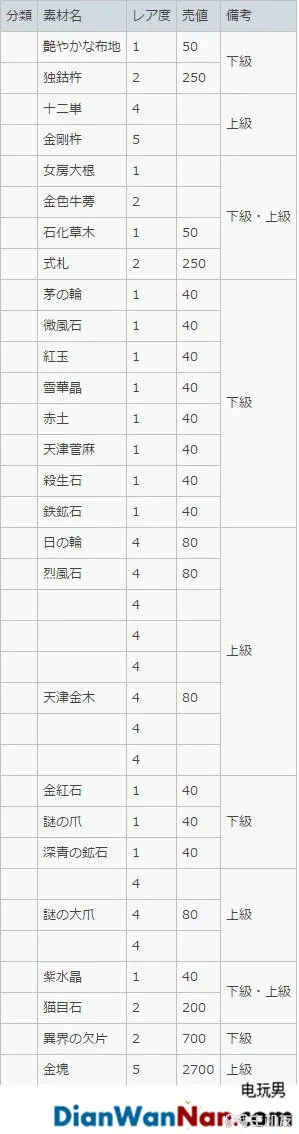 分類 素材名 レア度 売値 備考
艶やかな布地 1 50 下級
独鈷杵 2 250
十二単 4 上級
金剛杵 5
女房大根 1 下級・上級
金色牛蒡 2
石化草木 1 50
式札 2 250
茅の輪 1 40 下級
微風石 1 40
紅玉 1 40
雪華晶 1 40
赤土 1 40
天津菅麻 1 40
殺生石 1 40
鉄鉱石 1 40
日の輪 4 80 上級
烈風石 4 80
4
4
4
天津金木 4 80
4
4
金紅石 1 40 下級
謎の爪 1 40
深青の鉱石 1 40
4 上級
謎の大爪 4 80
4
紫水晶 1 40 下級・上級
猫目石 2 200
異界の欠片 2 700 下級
金塊 5 2700 上級
电玩男
DianWanNan.com